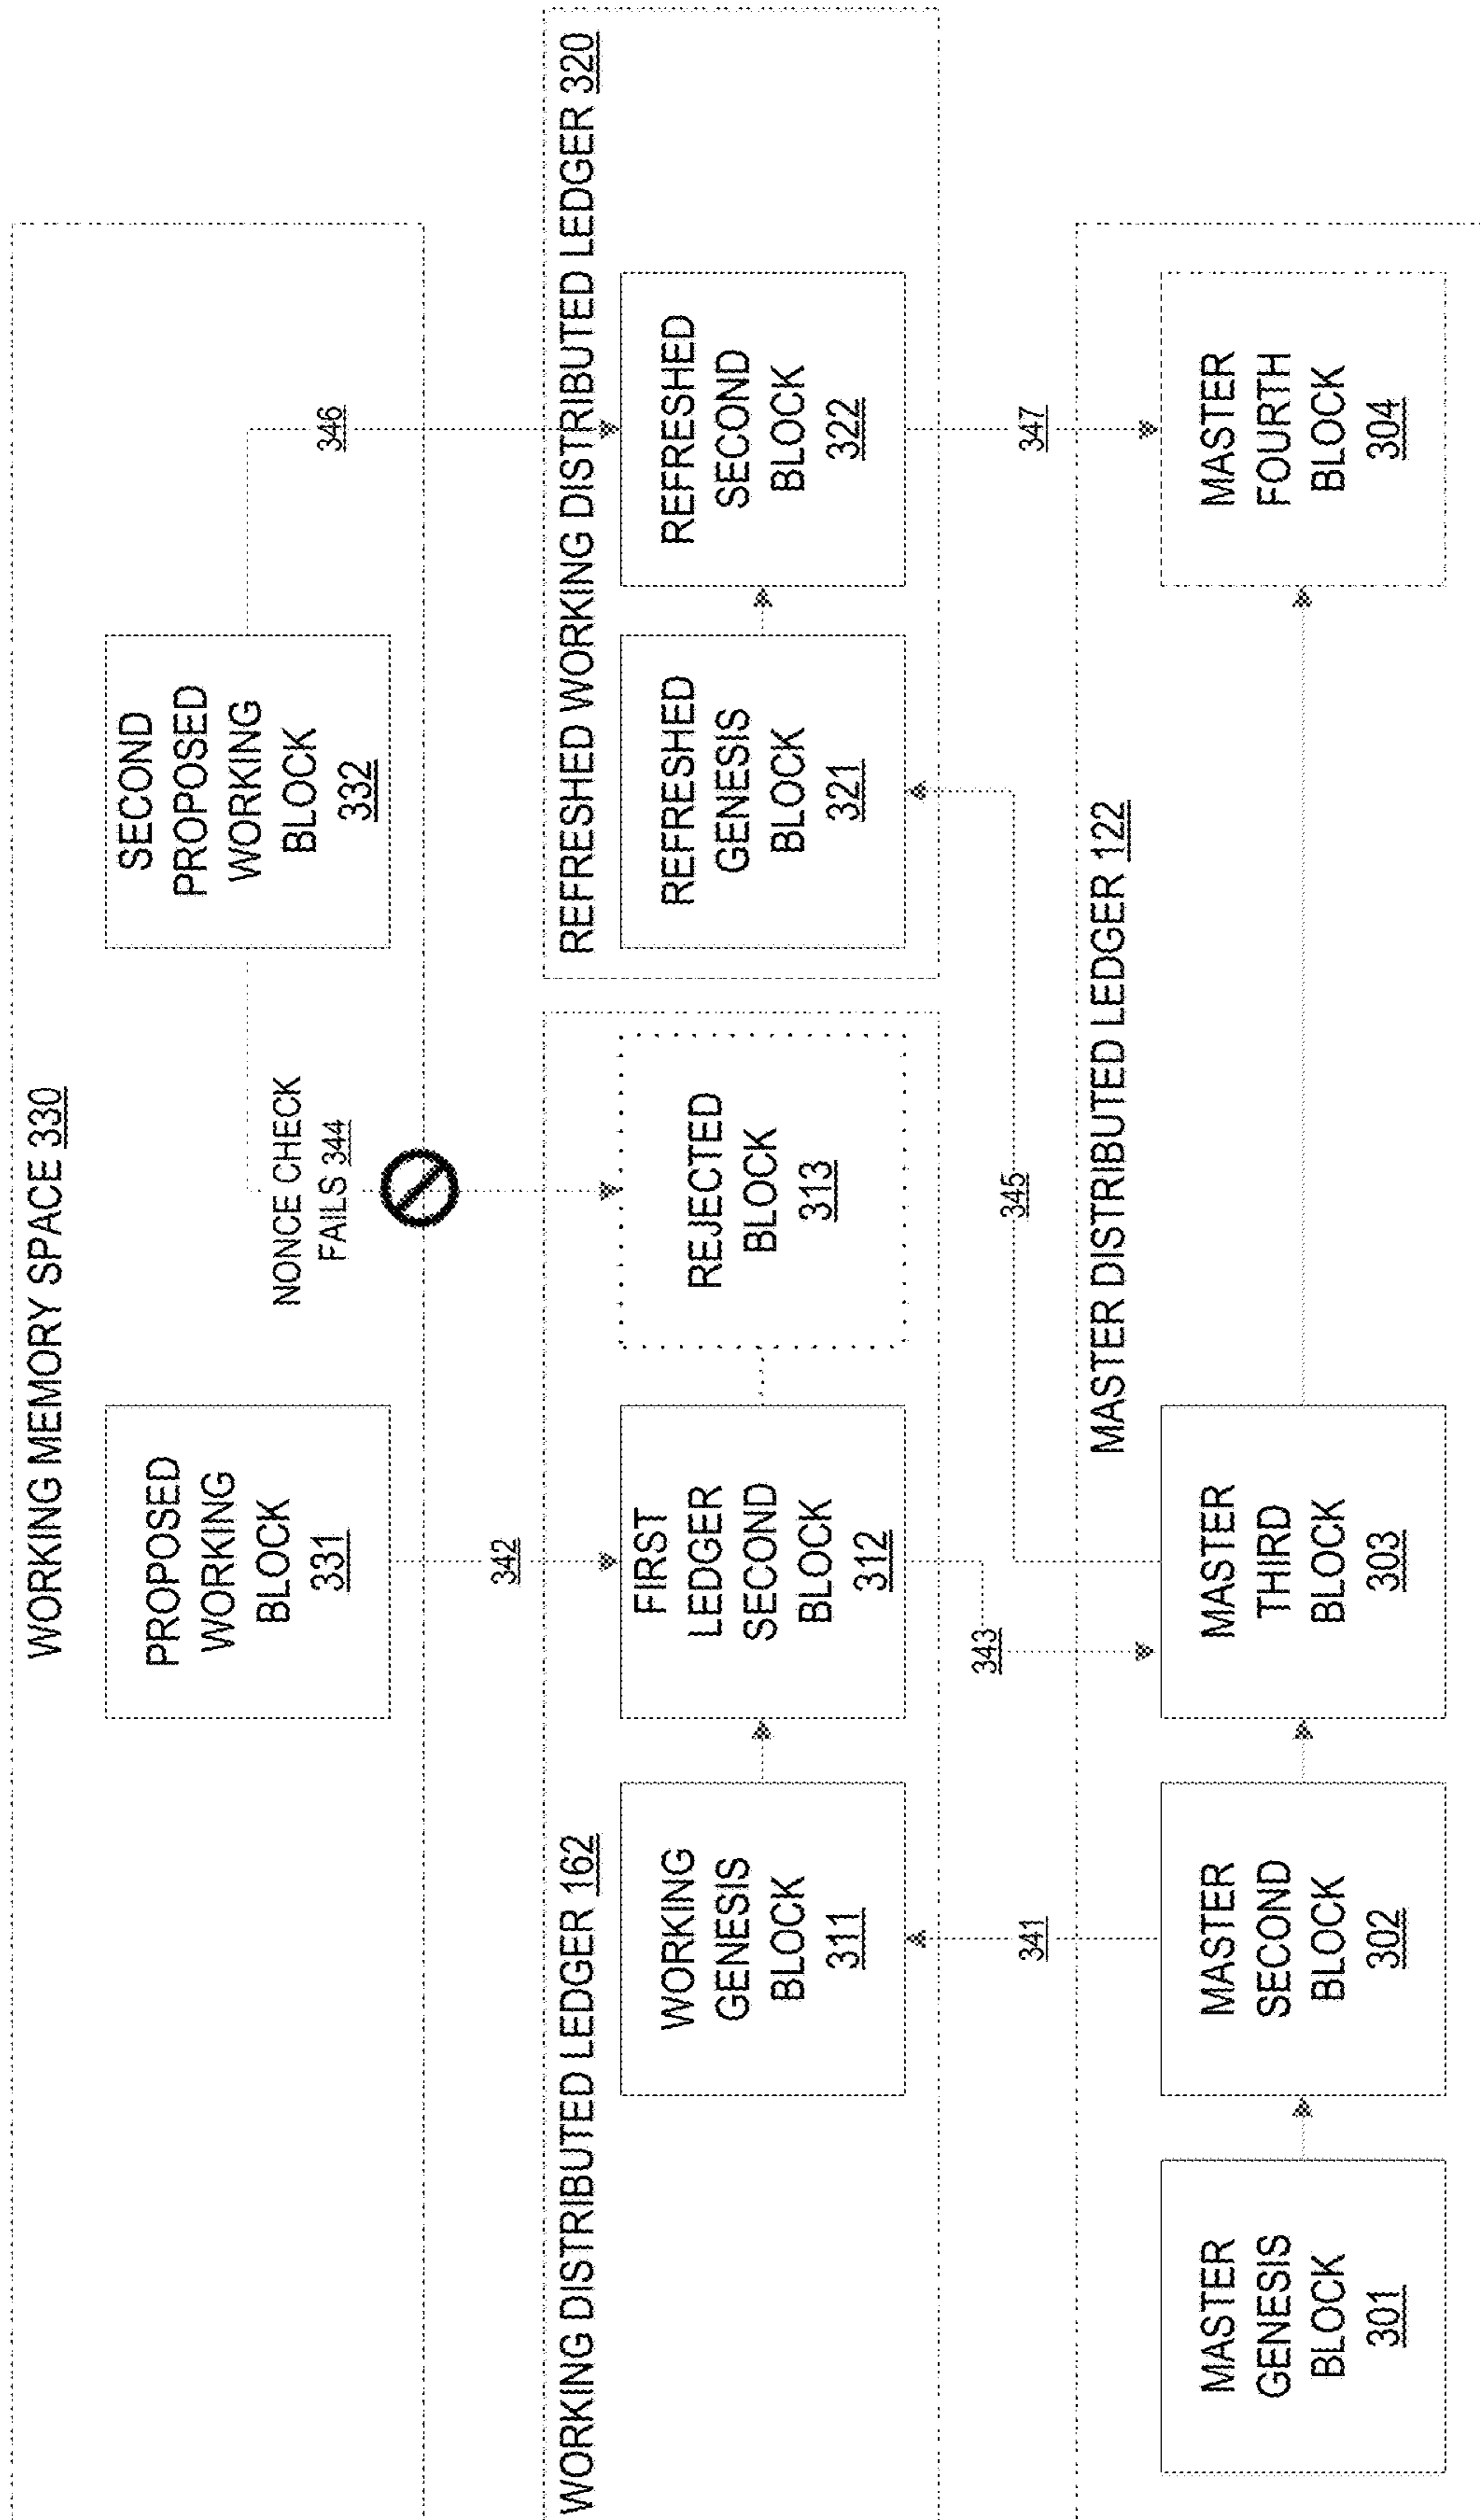 WORKING MEMORY SPACE 330
PROPOSED
WORKING
BLOCK
331
NONCE CHECK
FAILS 344
SECOND
PROPOSED
WORKING
BLOCK
332
342
346
WORKING DISTRIBUTED LEDGER 162
WORKING
GENESIS
BLOCK
311
FIRST
LEDGER
SECOND
BLOCK
312
REJECTED
BLOCK
313
REFRESHED WORKING DISTRIBUTED LEDGER 320
REFRESHED
GENESIS
BLOCK
321
REFRESHED
SECOND
BLOCK
322
341
343
345
347
MASTER DISTRIBUTED LEDGER 122
MASTER
GENESIS
BLOCK
301
MASTER
SECOND
BLOCK
302
MASTER
THIRD
BLOCK
303
MASTER
FOURTH
BLOCK
304